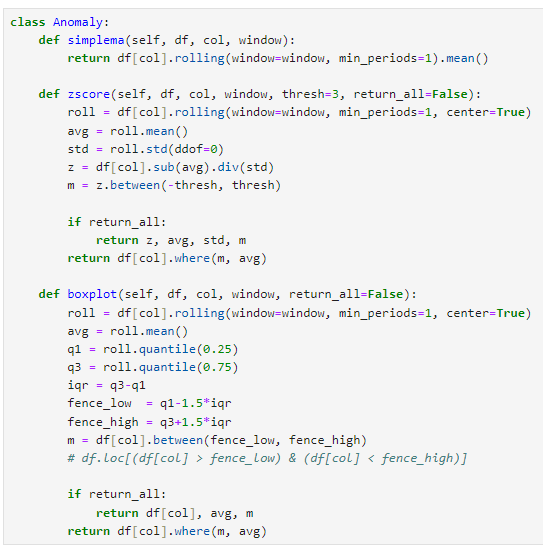 class Anomaly:
    def simplema(self, df, col, window):
        return df[col].rolling(window=window, min_periods=1).mean()

    def zscore(self, df, col, window, thresh=3, return_all=False):
        roll = df[col].rolling(window=window, min_periods=1, center=True)
        avg = roll.mean()
        std = roll.std(ddof=0)
        z = df[col].sub(avg).div(std)
        m = z.between(-thresh, thresh)

        if return_all:
            return z, avg, std, m
        return df[col].where(m, avg)

    def boxplot(self, df, col, window, return_all=False):
        roll = df[col].rolling(window=window, min_periods=1, center=True)
        avg = roll.mean()
        q1 = roll.quantile(0.25)
        q3 = roll.quantile(0.75)
        iqr = q3-q1
        fence_low  = q1-1.5*iqr
        fence_high = q3+1.5*iqr
        m = df[col].between(fence_low, fence_high)
        # df.loc[(df[col] > fence_low) & (df[col] < fence_high)]

        if return_all:
            return df[col], avg, m
        return df[col].where(m, avg)